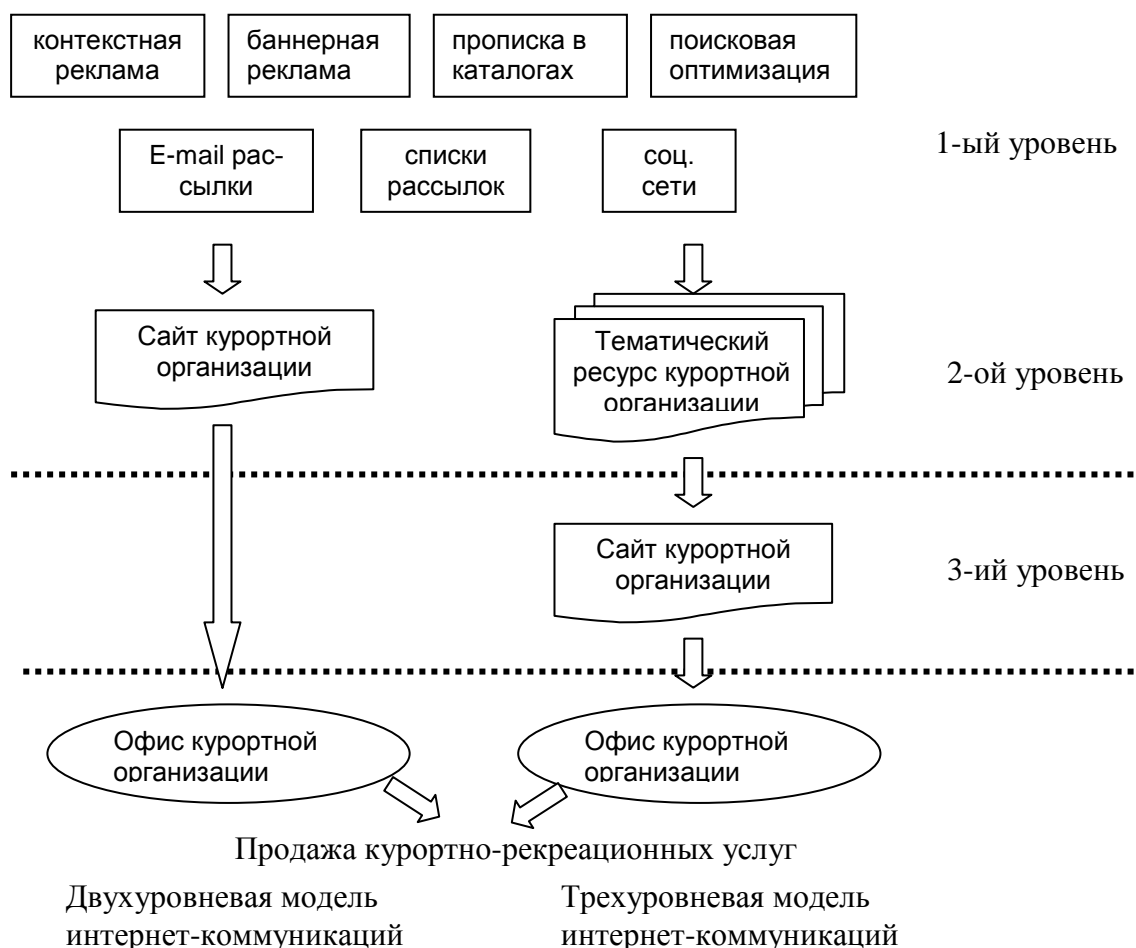 контекстная
реклама
баннерная
реклама
прописка в
каталогах
поисковая
оптимизация
1-ый уровень
E-mail рас-
сылки
списки
рассылок
соц.
сети
Сайт курортной
организации
Тематический
ресурс курортной
организации
2-ой уровень
Сайт курортной
организации
3-ий уровень
Офис курортной
организации
Офис курортной
организации
Продажа курортно-рекреационных услуг
Двухуровневая модель
интернет-коммуникаций
Трехуровневая модель
интернет-коммуникаций